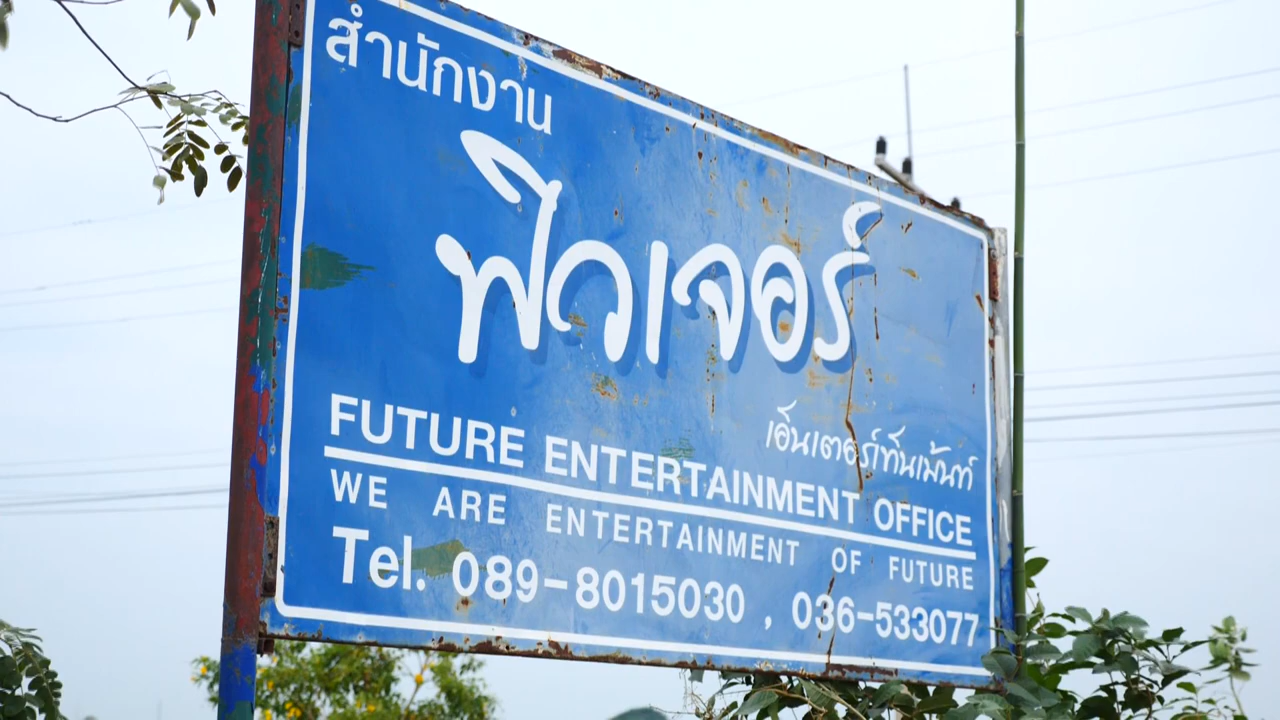 สำนักงาน
ฟิวเจอร์
เอ็นเตอร์เท็นเม้นท์
FUTURE ENTERTAINMENT OFFICE
WE ARE ENTERTAINMENT OF FUTURE
Tel. 089-8015030 , 036-533077